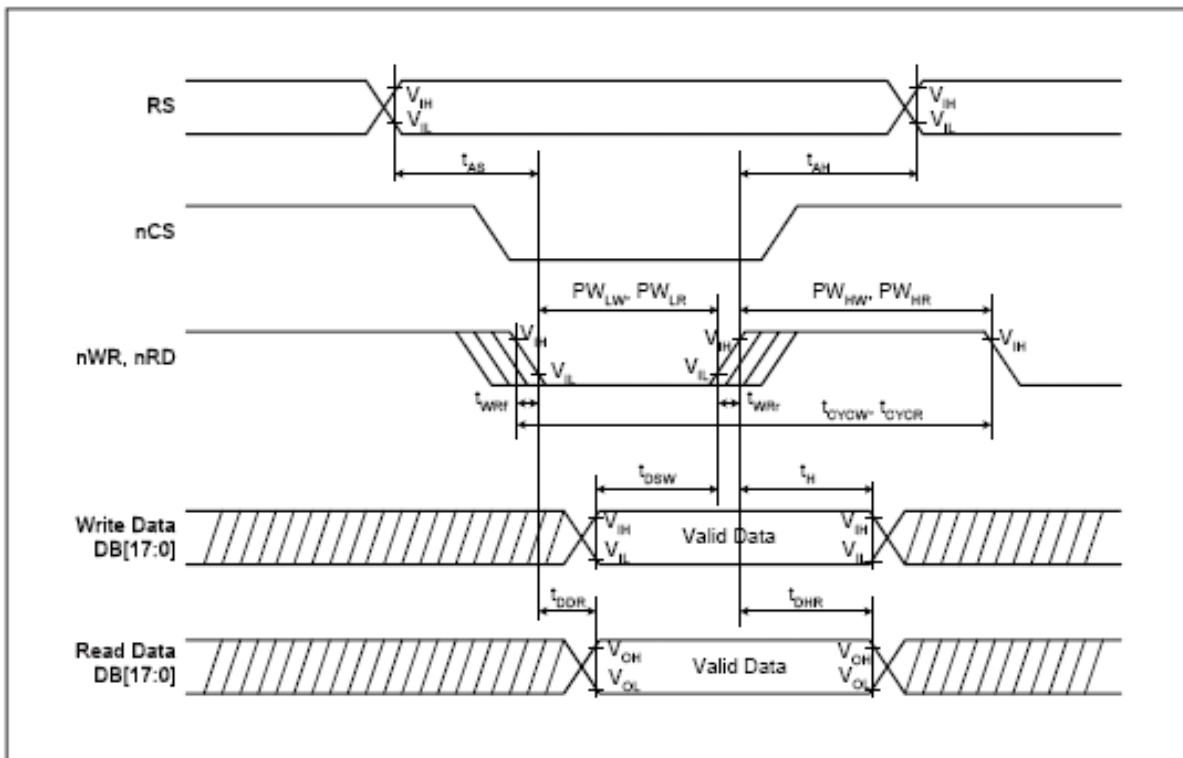 RS
VIH
VIL
VIH
VIL
tAS
tAH
nCS
PWLW, PWLR
PWHW, PWHR
nWR, nRD
VIH
VIL
VIH
VIL
VIH
tWRf
tWRr
tCYCW, tCYCR
tDSW
tH
Write Data
DB[17:0]
VIH
VIL
Valid Data
VIH
VIL
tDDR
tDHR
Read Data
DB[17:0]
VOH
VOL
Valid Data
VOH
VOL